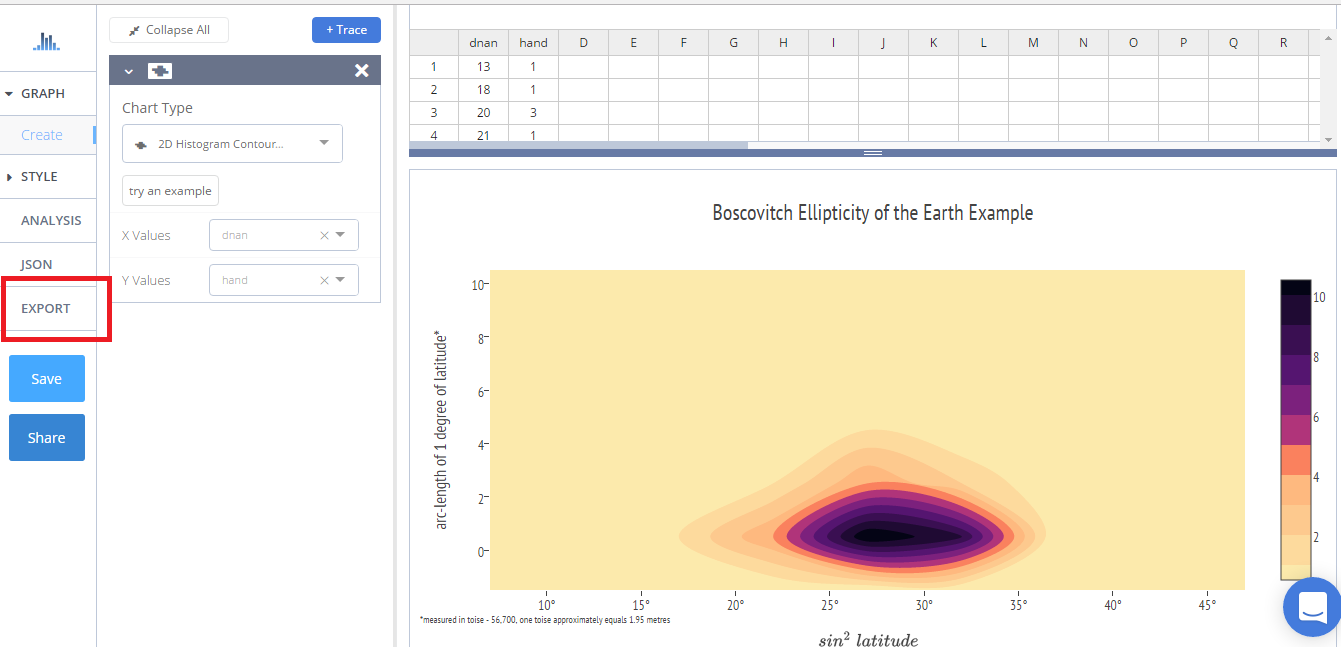 Collapse All
+ Trace
GRAPH
Create
STYLE
ANALYSIS
JSON
EXPORT
Save
Share
Chart Type
2D Histogram Contour...
try an example
X Values dnan
Y Values hand
dnan hand D E F G H I J K L M N O P Q R
1 13 1
2 18 1
3 20 3
4 21 1
Boscovitch Ellipticity of the Earth Example
arc-length of 1 degree of latitude*
10
8
6
4
2
0
10° 15° 20° 25° 30° 35° 40° 45°
*measured in toise - 56,700, one toise approximately equals 1.95 metres
sin² latitude
10
8
6
4
2